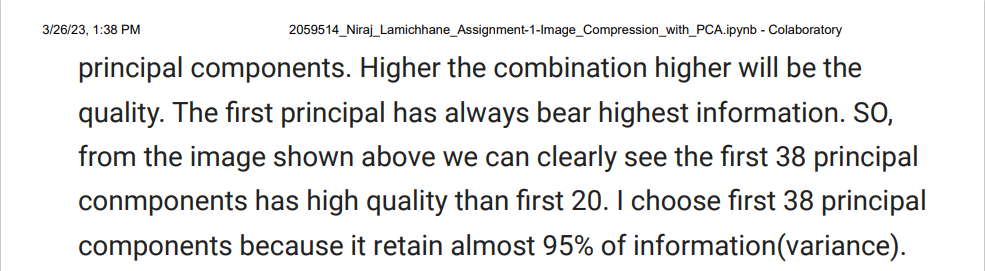 3/26/23, 1:38 PM 2059514_Niraj_Lamichhane_Assignment-1-Image_Compression_with_PCA.ipynb - Colaboratory
principal components. Higher the combination higher will be the
quality. The first principal has always bear highest information. SO,
from the image shown above we can clearly see the first 38 principal
conmponents has high quality than first 20. I choose first 38 principal
components because it retain almost 95% of information(variance).